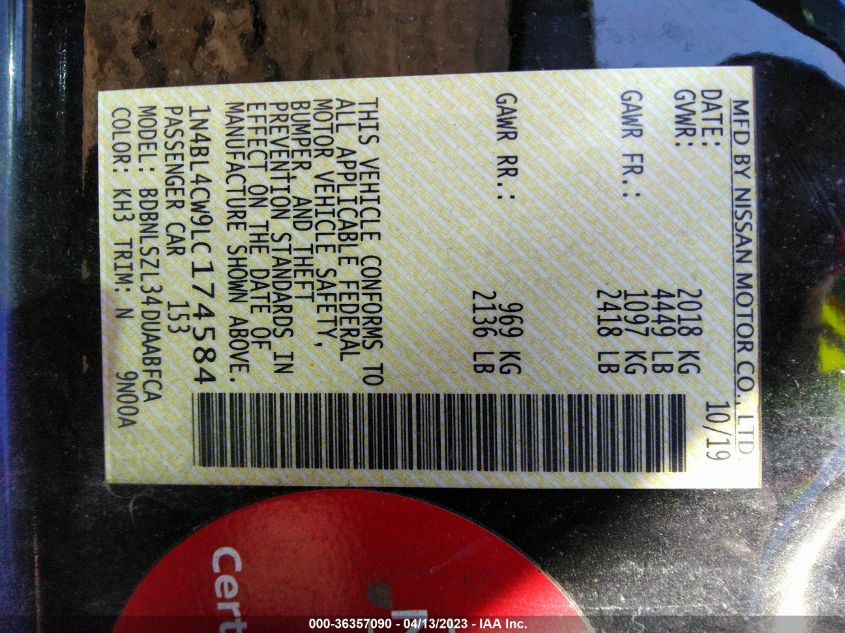 MFD BY NISSAN MOTOR CO., LTD.
DATE: 10/19
GVWR: 2018 KG
4449 LB
GAWR FR.: 1097 KG
2418 LB
GAWR RR.: 969 KG
2136 LB
THIS VEHICLE CONFORMS TO
ALL APPLICABLE FEDERAL
MOTOR VEHICLE SAFETY,
BUMPER AND THEFT
PREVENTION STANDARDS IN
EFFECT ON THE DATE OF
MANUFACTURE SHOWN ABOVE.
1N4BL4CW9LC174584
PASSENGER CAR 153
MODEL: BDBNLSZL34DUAABFCA
COLOR: KH3 TRIM: N 9N00A
Cert
000-36357090 - 04/13/2023 - IAA Inc.